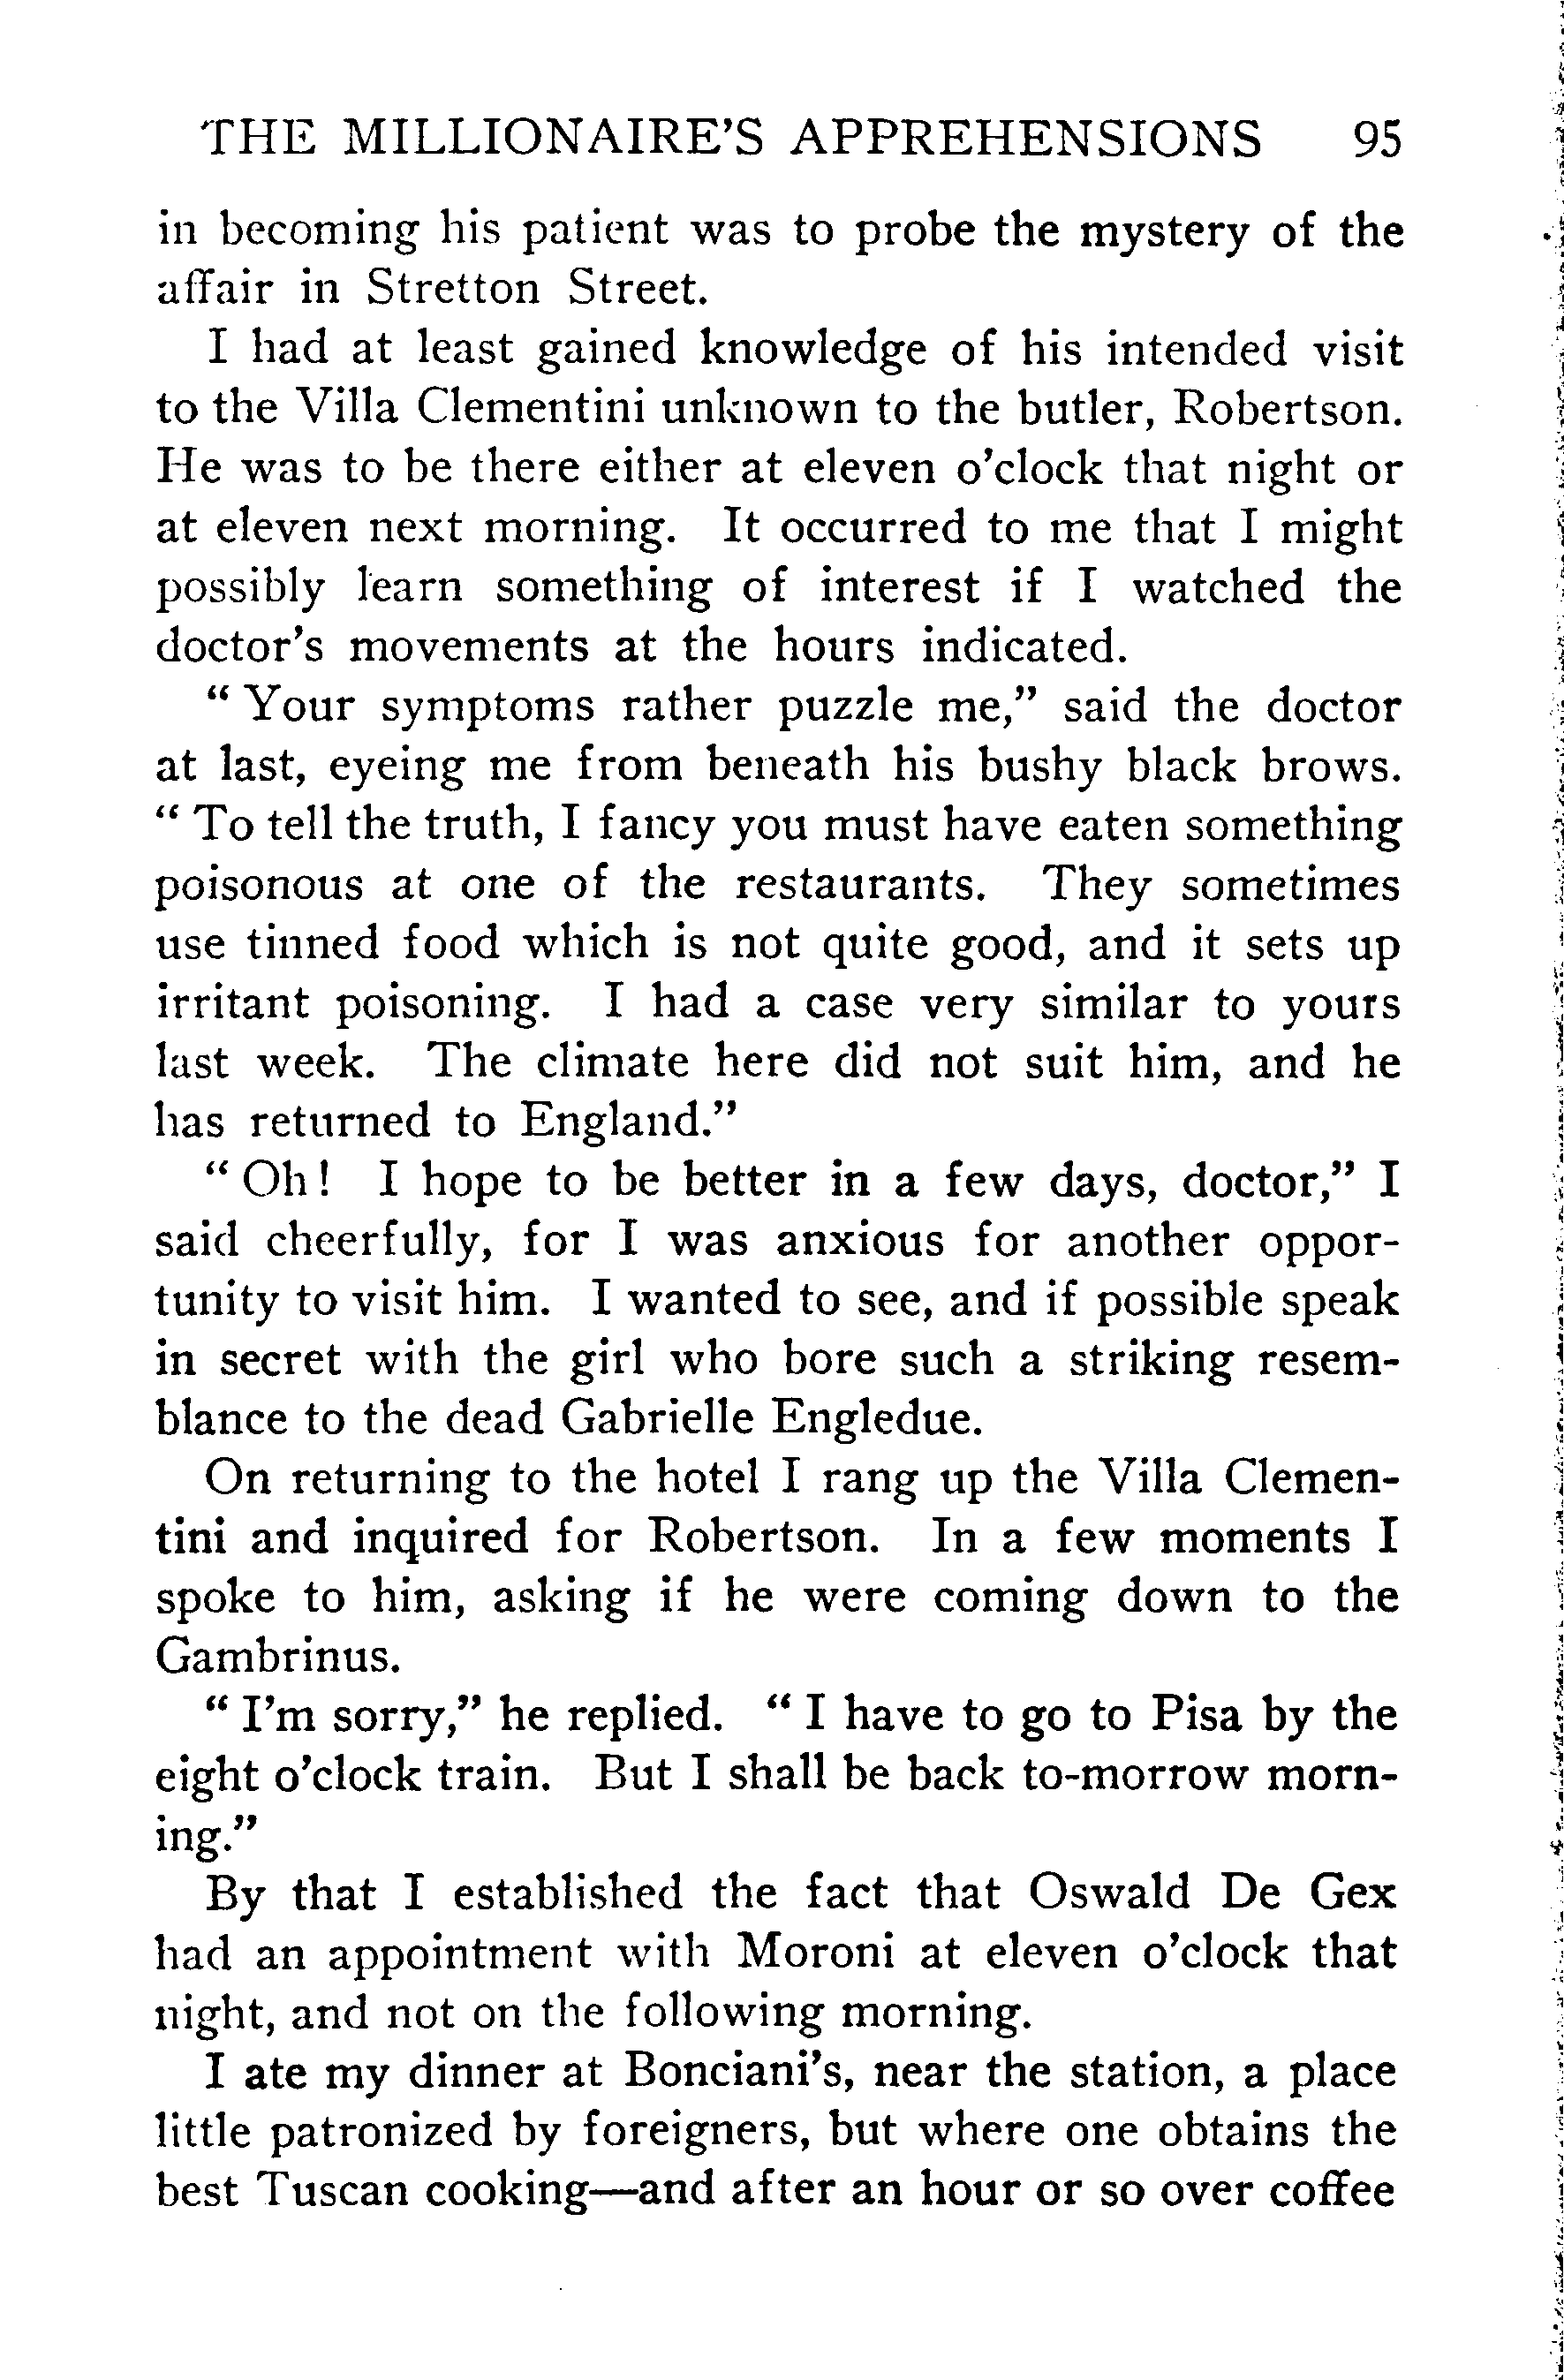 THE MILLIONAIRE'S APPREHENSIONS 95
in becoming his patient was to probe the mystery of the
affair in Stretton Street.
I had at least gained knowledge of his intended visit
to the Villa Clementini unknown to the butler, Robertson.
He was to be there either at eleven o'clock that night or
at eleven next morning. It occurred to me that I might
possibly learn something of interest if I watched the
doctor's movements at the hours indicated.
" Your symptoms rather puzzle me," said the doctor
at last, eyeing me from beneath his bushy black brows.
" To tell the truth, I fancy you must have eaten something
poisonous at one of the restaurants. They sometimes
use tinned food which is not quite good, and it sets up
irritant poisoning. I had a case very similar to yours
last week. The climate here did not suit him, and he
has returned to England."
" Oh! I hope to be better in a few days, doctor," I
said cheerfully, for I was anxious for another oppor-
tunity to visit him. I wanted to see, and if possible speak
in secret with the girl who bore such a striking resem-
blance to the dead Gabrielle Engledue.
On returning to the hotel I rang up the Villa Clemen-
tini and inquired for Robertson. In a few moments I
spoke to him, asking if he were coming down to the
Gambrinus.
" I'm sorry," he replied. " I have to go to Pisa by the
eight o'clock train. But I shall be back to-morrow morn-
ing."
By that I established the fact that Oswald De Gex
had an appointment with Moroni at eleven o'clock that
night, and not on the following morning.
I ate my dinner at Bonciani's, near the station, a place
little patronized by foreigners, but where one obtains the
best Tuscan cooking—and after an hour or so over coffee